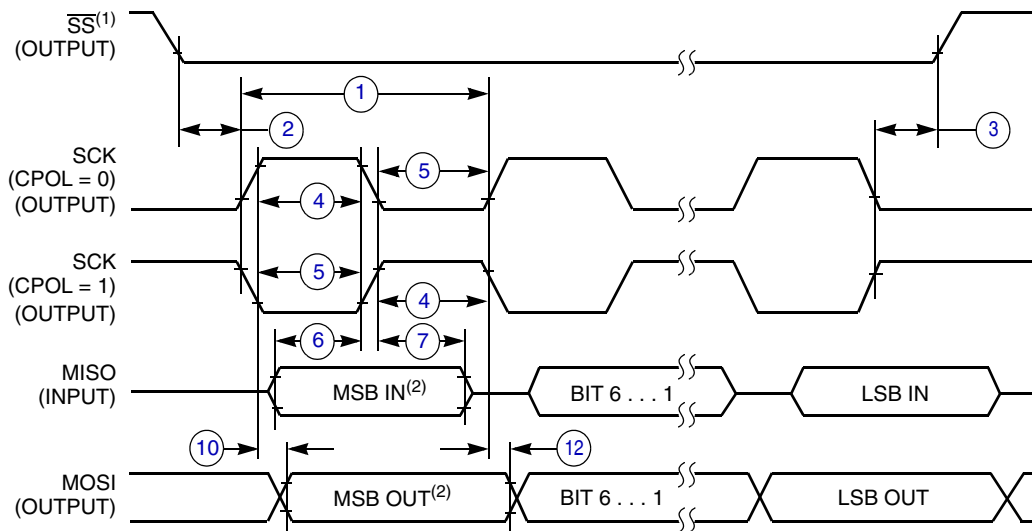 SS(1)
(OUTPUT)
1
2
3
SCK
(CPOL = 0)
(OUTPUT)
5
4
SCK
(CPOL = 1)
(OUTPUT)
5
4
6
7
MISO
(INPUT)
MSB IN(2)
BIT 6 . . . 1
LSB IN
10
12
MOSI
(OUTPUT)
MSB OUT(2)
BIT 6 . . . 1
LSB OUT